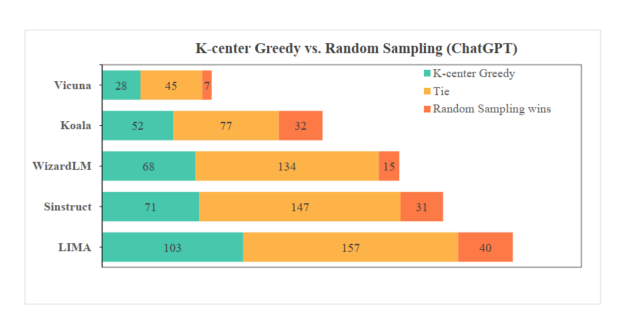 K-center Greedy vs. Random Sampling (ChatGPT)
K-center Greedy
Tie
Random Sampling wins
Vicuna 28 45 7
Koala 52 77 32
WizardLM 68 134 15
Sinstruct 71 147 31
LIMA 103 157 40